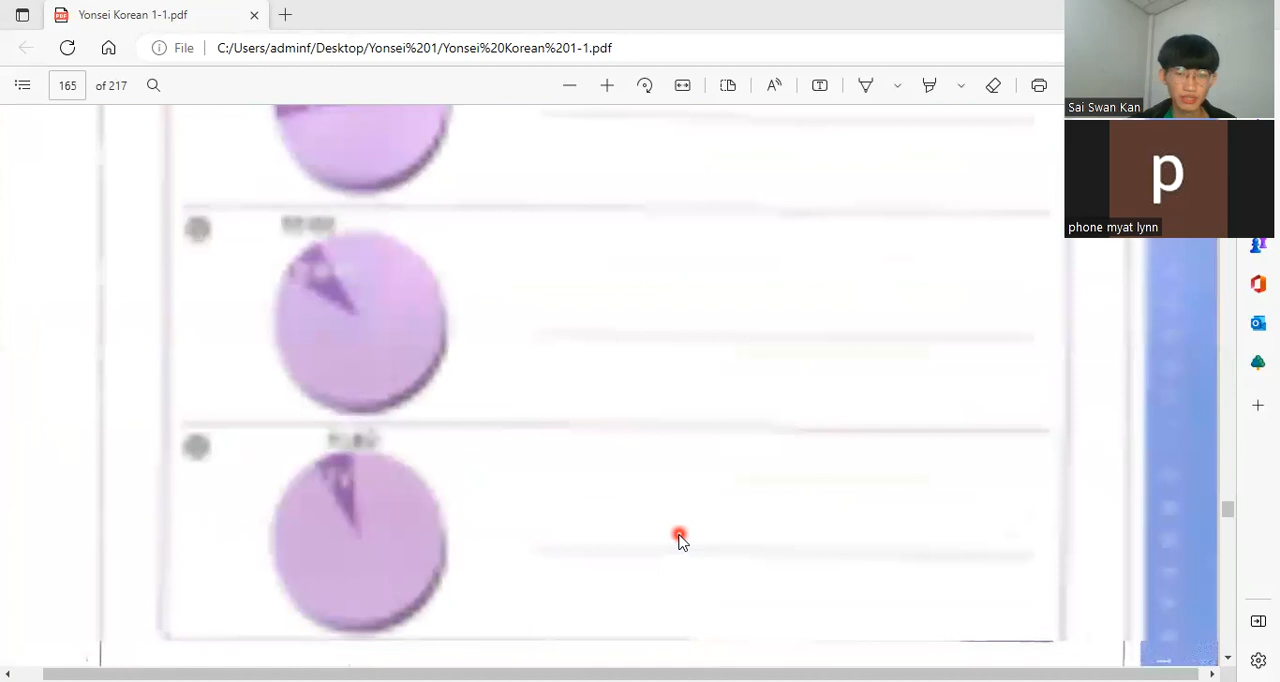 Yonsei Korean 1-1.pdf
File
C:/Users/adminf/Desktop/Yonsei%201/Yonsei%20Korean%201-1.pdf
165 of 217
Sai Swan Kan
p
phone myat lynn